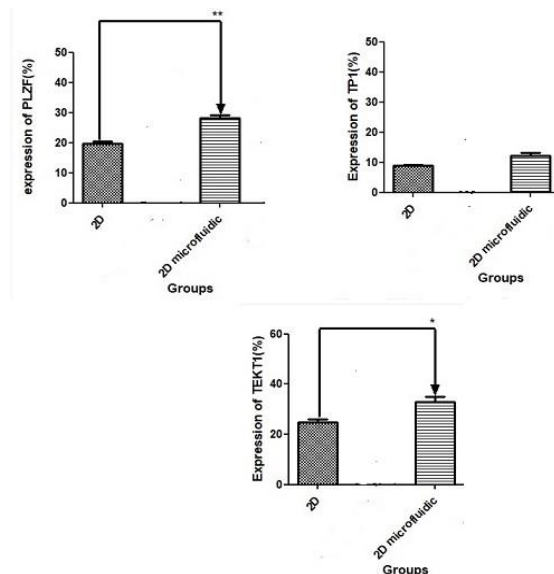 **
50
40
30
20
10
0
expression of PLZF(%)
2D
2D microfluidic
Groups
50
40
30
20
10
0
Expression of TP1(%)
2D
2D microfluidic
Groups
*
60
40
20
0
Expression of TEKT1(%)
2D
2D microfluidic
Groups